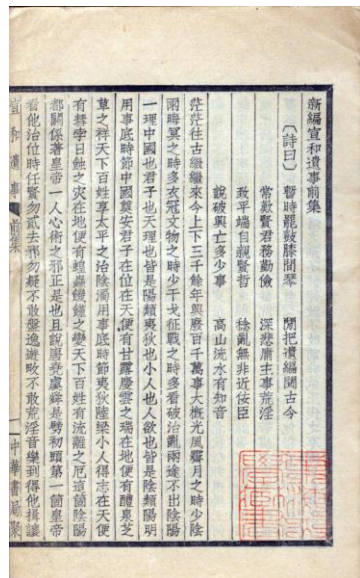 新編宣和遺事前集
〔詩曰〕 暫時罷鼓膝間琴 閒把遺編閱古今
常歎賢君務勤儉 深悲庸主事荒淫
致平端自親賢哲 稔亂無非近佞臣
說破興亡多少事 高山流水有知音
茫茫往古繼繼來今上下三千餘年興廢百千萬事大概光風霽月之時少陰
雨晦冥之時多衣冠文物之時少干戈征戰之時多看破治亂兩途不出陰陽
一理中國也君子也天理也皆是陽類夷狄也小人也人欲也皆是陰類陽明
用事底時節中國奠安君子在位在天便有甘露慶雲之瑞在地便有醴泉芝
草之祥天下百姓享太平之治陰濁用事底時節夷狄陸梁小人得志在天便
有彗孛日蝕之災在地便有蝗蟲饑饉之變天下百姓有流離之厄這箇陰陽
都關係著皇帝一人心術之邪正是也且說唐堯虞舜是劈初頭第一箇皇帝
看他治位時任賢勿貳去邪勿疑不敢盤逸遊畋不敢荒淫音樂到得他揖讓
宣和遺事 前集 一 中華書局聚